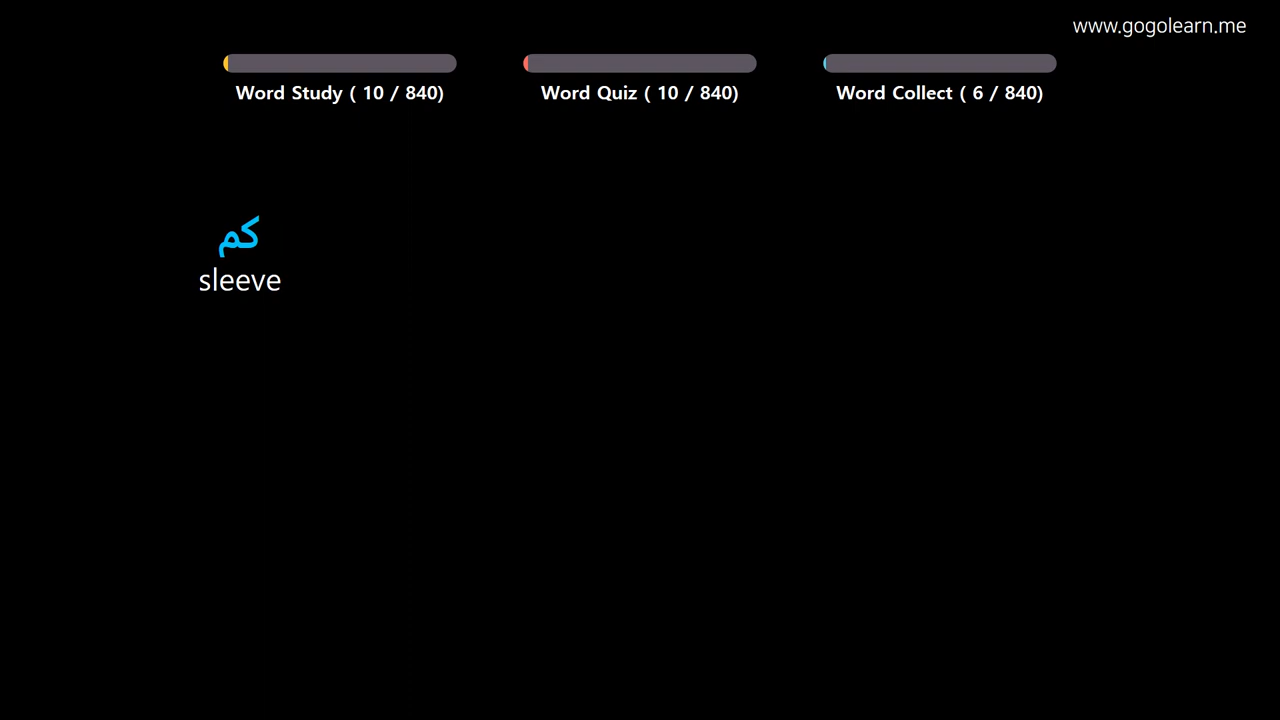 www.gogolearn.me
Word Study ( 10 / 840)
Word Quiz ( 10 / 840)
Word Collect ( 6 / 840)
كم
sleeve